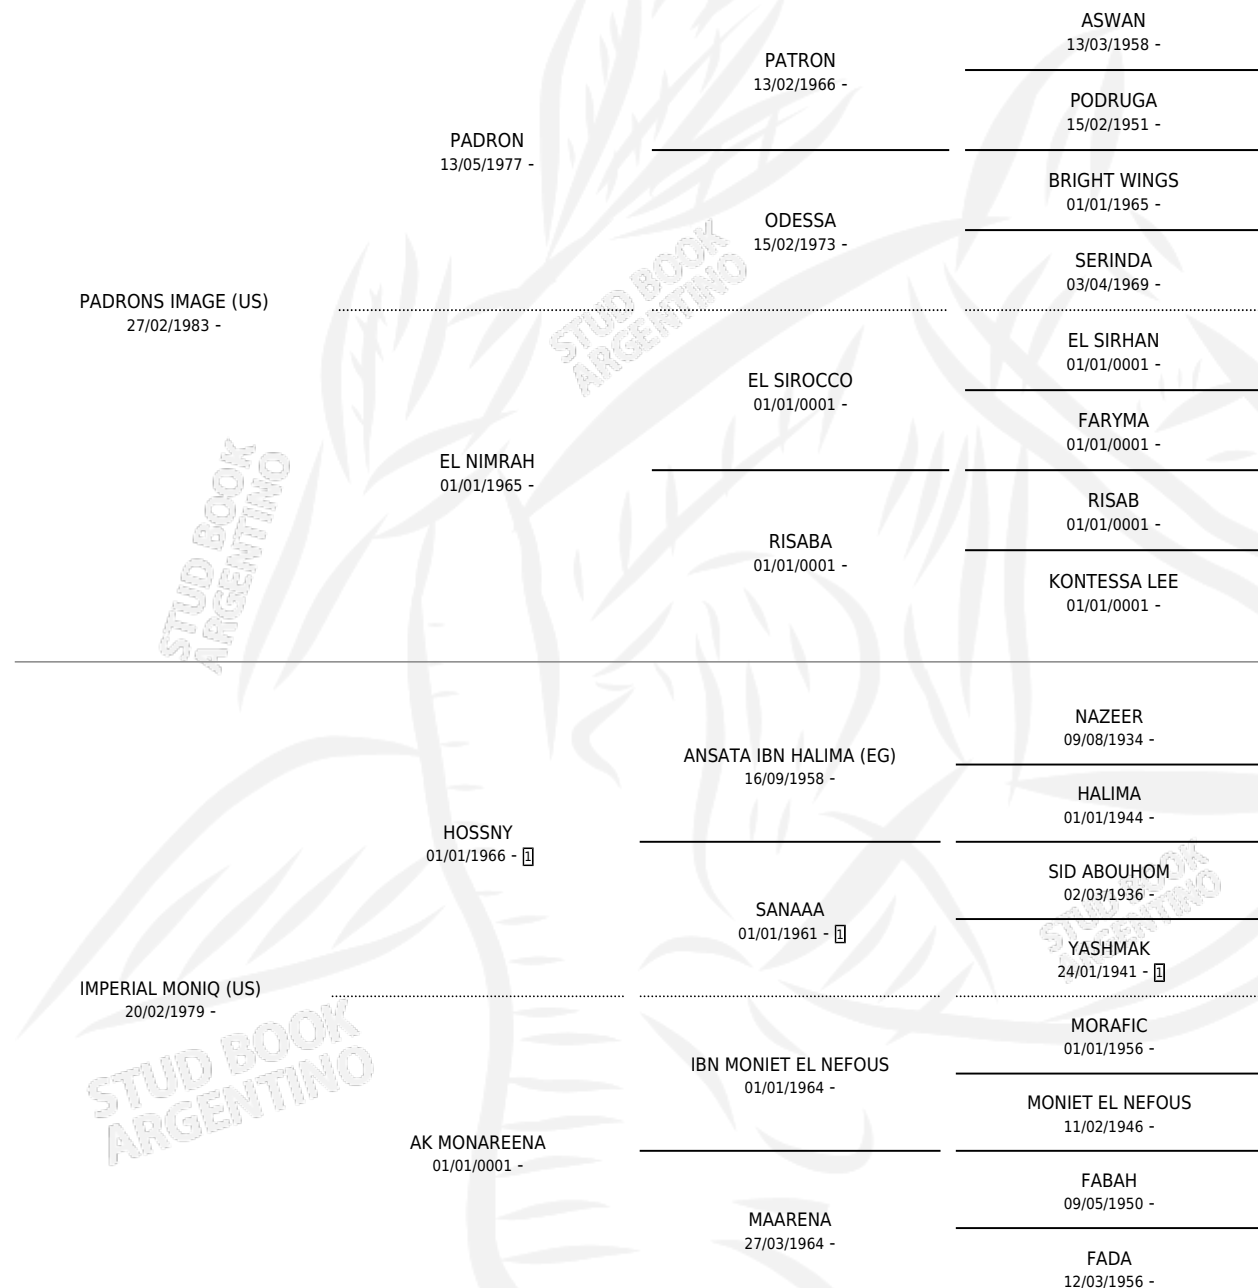 ASWAN
13/03/1958 -
PATRON
13/02/1966 -
PODRUGA
15/02/1951 -
PADRON
13/05/1977 -
BRIGHT WINGS
01/01/1965 -
ODESSA
15/02/1973 -
SERINDA
03/04/1969 -
PADRONS IMAGE (US)
27/02/1983 -
EL SIRHAN
01/01/0001 -
EL SIROCCO
01/01/0001 -
FARYMA
01/01/0001 -
EL NIMRAH
01/01/1965 -
RISAB
01/01/0001 -
RISABA
01/01/0001 -
KONTESSA LEE
01/01/0001 -
NAZEER
09/08/1934 -
ANSATA IBN HALIMA (EG)
16/09/1958 -
HALIMA
01/01/1944 -
HOSSNY
01/01/1966 - 1
SID ABOUHOM
02/03/1936 -
SANAAA
01/01/1961 - 1
YASHMAK
24/01/1941 - 1
IMPERIAL MONIQ (US)
20/02/1979 -
MORAFIC
01/01/1956 -
IBN MONIET EL NEFOUS
01/01/1964 -
MONIET EL NEFOUS
11/02/1946 -
AK MONAREENA
01/01/0001 -
FABAH
09/05/1950 -
MAARENA
27/03/1964 -
FADA
12/03/1956 -
STUD BOOK
ARGENTINO
STUD BOOK
ARGENTINO
STUD BOOK
ARGENTINO
STUD BOOK
ARGENTINO